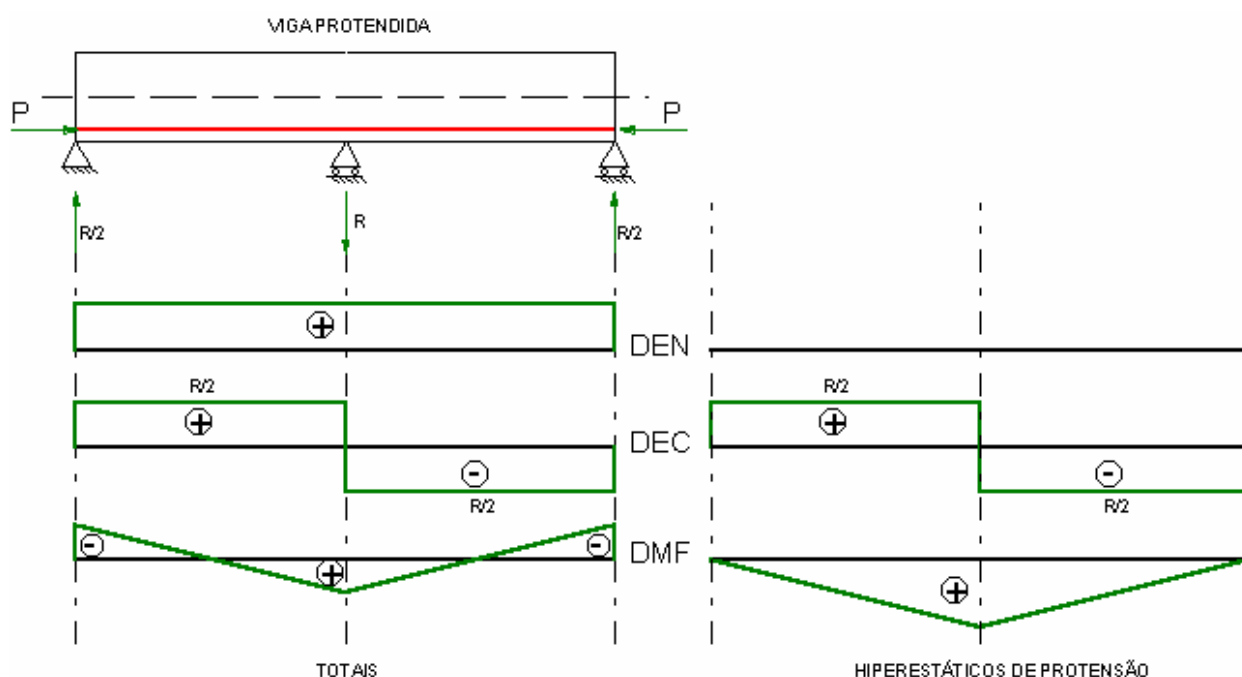 VIGA PROTENDIDA
P P
R/2 R R/2
DEN
R/2 R/2
DEC
R/2 R/2
DMF
TOTAIS HIPERESTÁTICOS DE PROTENSÃO